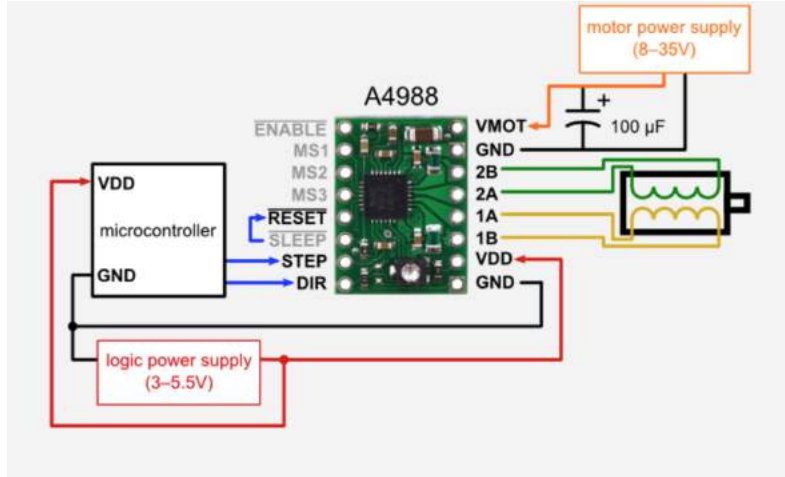 motor power supply
(8–35V)
A4988
ENABLE
VMOT
+
100 µF
MS1
GND
MS2
2B
MS3
2A
RESET
1A
SLEEP
1B
STEP
VDD
DIR
GND
VDD
microcontroller
GND
logic power supply
(3–5.5V)